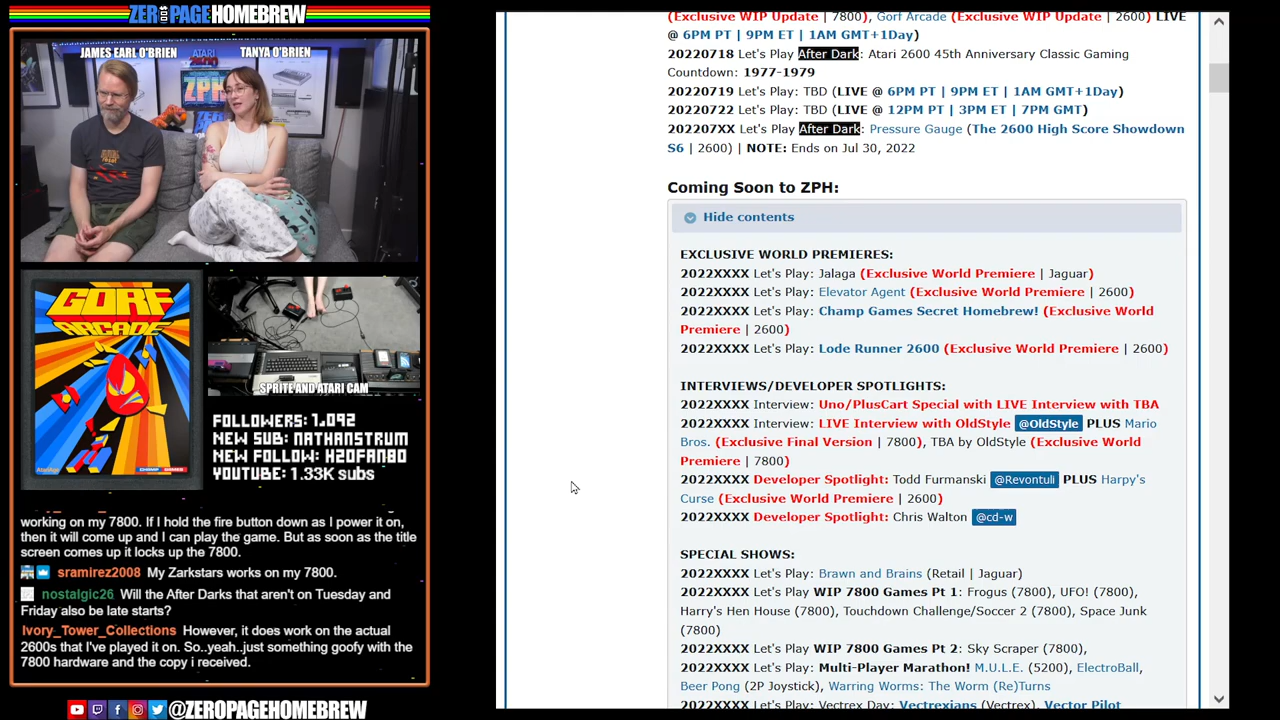 ZEROPAGEHOMEBREW
JAMES EARL O'BRIEN
TANYA O'BRIEN
ATARI
ZPH
GORF
ARCADE
AtariAge
CHAMP GAMES
SPRITE AND ATARI CAM
FOLLOWERS: 1,092
NEW SUB: NATHANSTRUM
NEW FOLLOW: H2OFAN80
YOUTUBE: 1.33K subs
working on my 7800. If I hold the fire button down as I power it on,
then it will come up and I can play the game. But as soon as the title
screen comes up it locks up the 7800.
sramirez2008 My Zarkstars works on my 7800.
nostalgic26 Will the After Darks that aren't on Tuesday and
Friday also be late starts?
Ivory_Tower_Collections However, it does work on the actual
2600s that I've played it on. So..yeah..just something goofy with the
7800 hardware and the copy i received.
@ZEROPAGEHOMEBREW
(Exclusive WIP Update | 7800), Gorf Arcade (Exclusive WIP Update | 2600) LIVE
@ 6PM PT | 9PM ET | 1AM GMT+1Day)
20220718 Let's Play After Dark: Atari 2600 45th Anniversary Classic Gaming
Countdown: 1977-1979
20220719 Let's Play: TBD (LIVE @ 6PM PT | 9PM ET | 1AM GMT+1Day)
20220722 Let's Play: TBD (LIVE @ 12PM PT | 3PM ET | 7PM GMT)
202207XX Let's Play After Dark: Pressure Gauge (The 2600 High Score Showdown
S6 | 2600) | NOTE: Ends on Jul 30, 2022
Coming Soon to ZPH:
Hide contents
EXCLUSIVE WORLD PREMIERES:
2022XXXX Let's Play: Jalaga (Exclusive World Premiere | Jaguar)
2022XXXX Let's Play: Elevator Agent (Exclusive World Premiere | 2600)
2022XXXX Let's Play: Champ Games Secret Homebrew! (Exclusive World
Premiere | 2600)
2022XXXX Let's Play: Lode Runner 2600 (Exclusive World Premiere | 2600)
INTERVIEWS/DEVELOPER SPOTLIGHTS:
2022XXXX Interview: Uno/PlusCart Special with LIVE Interview with TBA
2022XXXX Interview: LIVE Interview with OldStyle @OldStyle PLUS Mario
Bros. (Exclusive Final Version | 7800), TBA by OldStyle (Exclusive World
Premiere | 7800)
2022XXXX Developer Spotlight: Todd Furmanski @Revontuli PLUS Harpy's
Curse (Exclusive World Premiere | 2600)
2022XXXX Developer Spotlight: Chris Walton @cd-w
SPECIAL SHOWS:
2022XXXX Let's Play: Brawn and Brains (Retail | Jaguar)
2022XXXX Let's Play WIP 7800 Games Pt 1: Frogus (7800), UFO! (7800),
Harry's Hen House (7800), Touchdown Challenge/Soccer 2 (7800), Space Junk
(7800)
2022XXXX Let's Play WIP 7800 Games Pt 2: Sky Scraper (7800),
2022XXXX Let's Play: Multi-Player Marathon! M.U.L.E. (5200), ElectroBall,
Beer Pong (2P Joystick), Warring Worms: The Worm (Re)Turns
2022XXXX Let's Play: Vectrex Day: Vectrexians (Vectrex), Vector Pilot